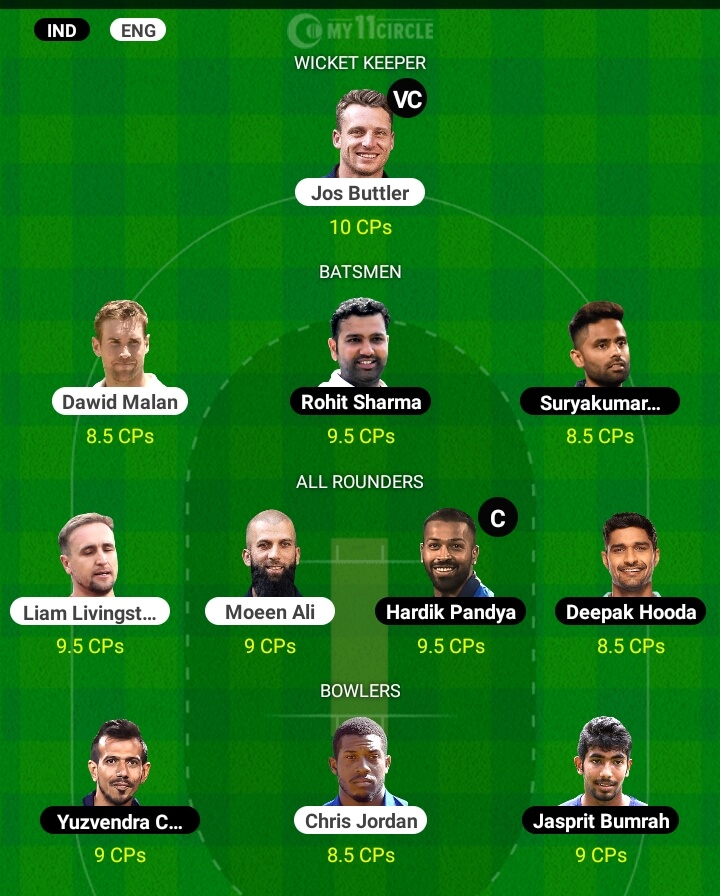 IND ENG MY11CIRCLE
WICKET KEEPER
VC
Jos Buttler
10 CPs
BATSMEN
Dawid Malan Rohit Sharma Suryakumar...
8.5 CPs 9.5 CPs 8.5 CPs
ALL ROUNDERS
C
Liam Livingst... Moeen Ali Hardik Pandya Deepak Hooda
9.5 CPs 9 CPs 9.5 CPs 8.5 CPs
BOWLERS
Yuzvendra C... Chris Jordan Jasprit Bumrah
9 CPs 8.5 CPs 9 CPs